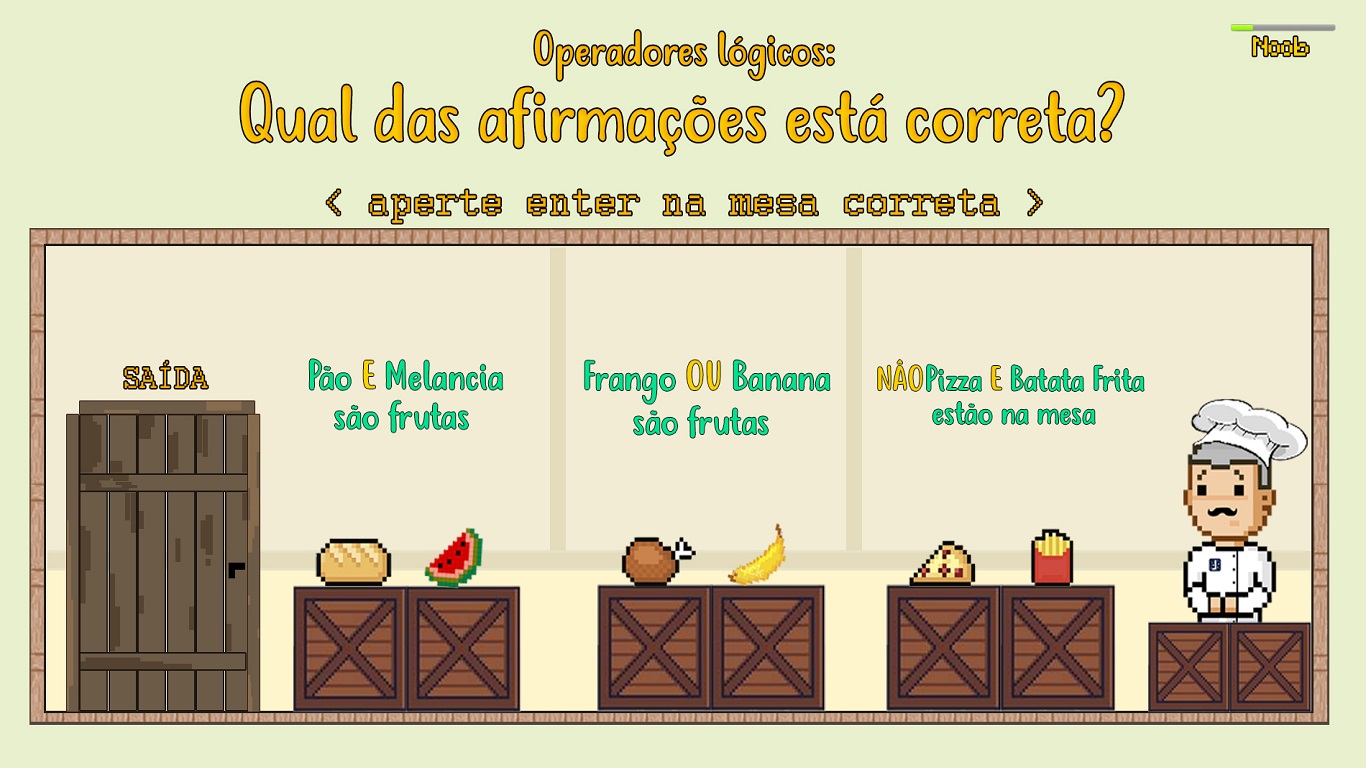 Operadores lógicos:
Noob
Qual das afirmações está correta?
< aperte enter na mesa correta >
SAÍDA
Pão E Melancia
são frutas
Frango OU Banana
são frutas
NÃOPizza E Batata Frita
estão na mesa